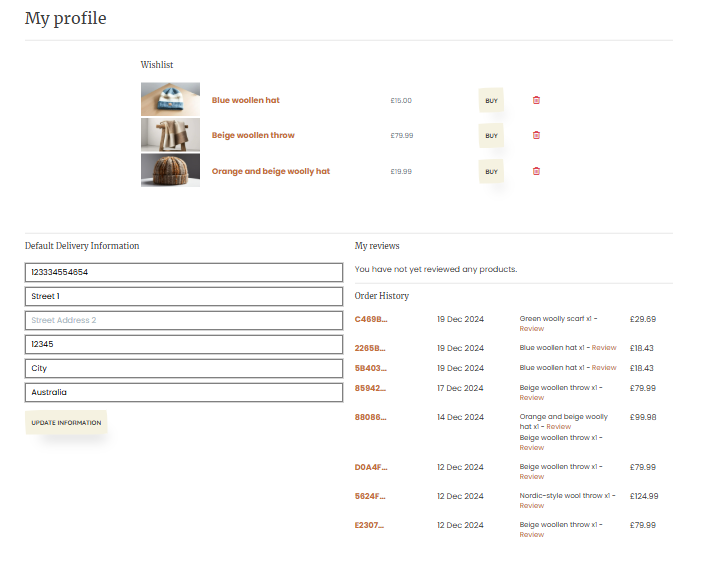 My profile
Wishlist
Blue woollen hat £15.00 BUY
Beige woollen throw £79.99 BUY
Orange and beige woolly hat £19.99 BUY
Default Delivery Information
123334554654
Street 1
Street Address 2
12345
City
Australia
UPDATE INFORMATION
My reviews
You have not yet reviewed any products.
Order History
C469B... 19 Dec 2024 Green woolly scarf x1 - £29.69
Review
2265B... 19 Dec 2024 Blue woollen hat x1 - Review £18.43
5B403... 19 Dec 2024 Blue woollen hat x1 - Review £18.43
85942... 17 Dec 2024 Beige woollen throw x1 - £79.99
Review
88086... 14 Dec 2024 Orange and beige woolly £99.98
hat x1 - Review
Beige woollen throw x1 -
Review
D0A4F... 12 Dec 2024 Beige woollen throw x1 - £79.99
Review
5624F... 12 Dec 2024 Nordic-style wool throw x1 - £124.99
Review
E2307... 12 Dec 2024 Beige woollen throw x1 - £79.99
Review